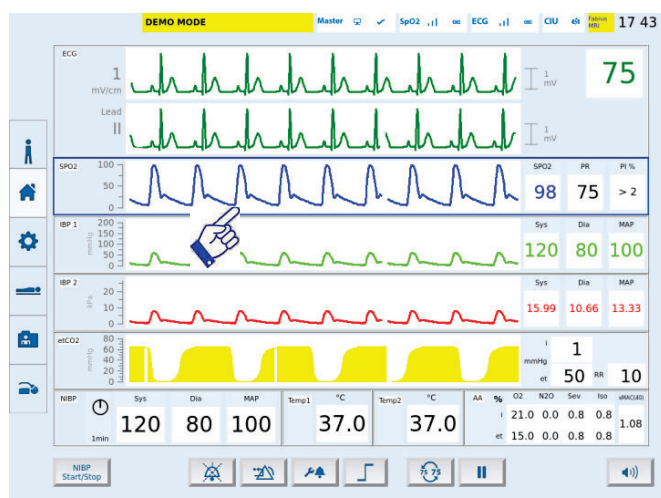 DEMO MODE Master SpO2 ECG CIU Fabius MRI 17 43
ECG
1
mV/cm
1
mV
75
Lead
II
1
mV
SPO2
100
50
0
SPO2 PR PI %
98 75 > 2
IBP 1
mmHg
200
150
100
50
0
Sys Dia MAP
120 80 100
IBP 2
kPa
20
10
0
Sys Dia MAP
15.99 10.66 13.33
etCO2
mmHg
80
60
40
20
0
i 1
mmHg
et 50 RR 10
NIBP Sys Dia MAP
120 80 100
1min
Temp1 °C
37.0
Temp2 °C
37.0
AA % O2 N2O Sev Iso xMAC(40)
i 21.0 0.0 0.8 0.8
1.08
et 15.0 0.0 0.8 0.8
NIBP
Start/Stop
75 75